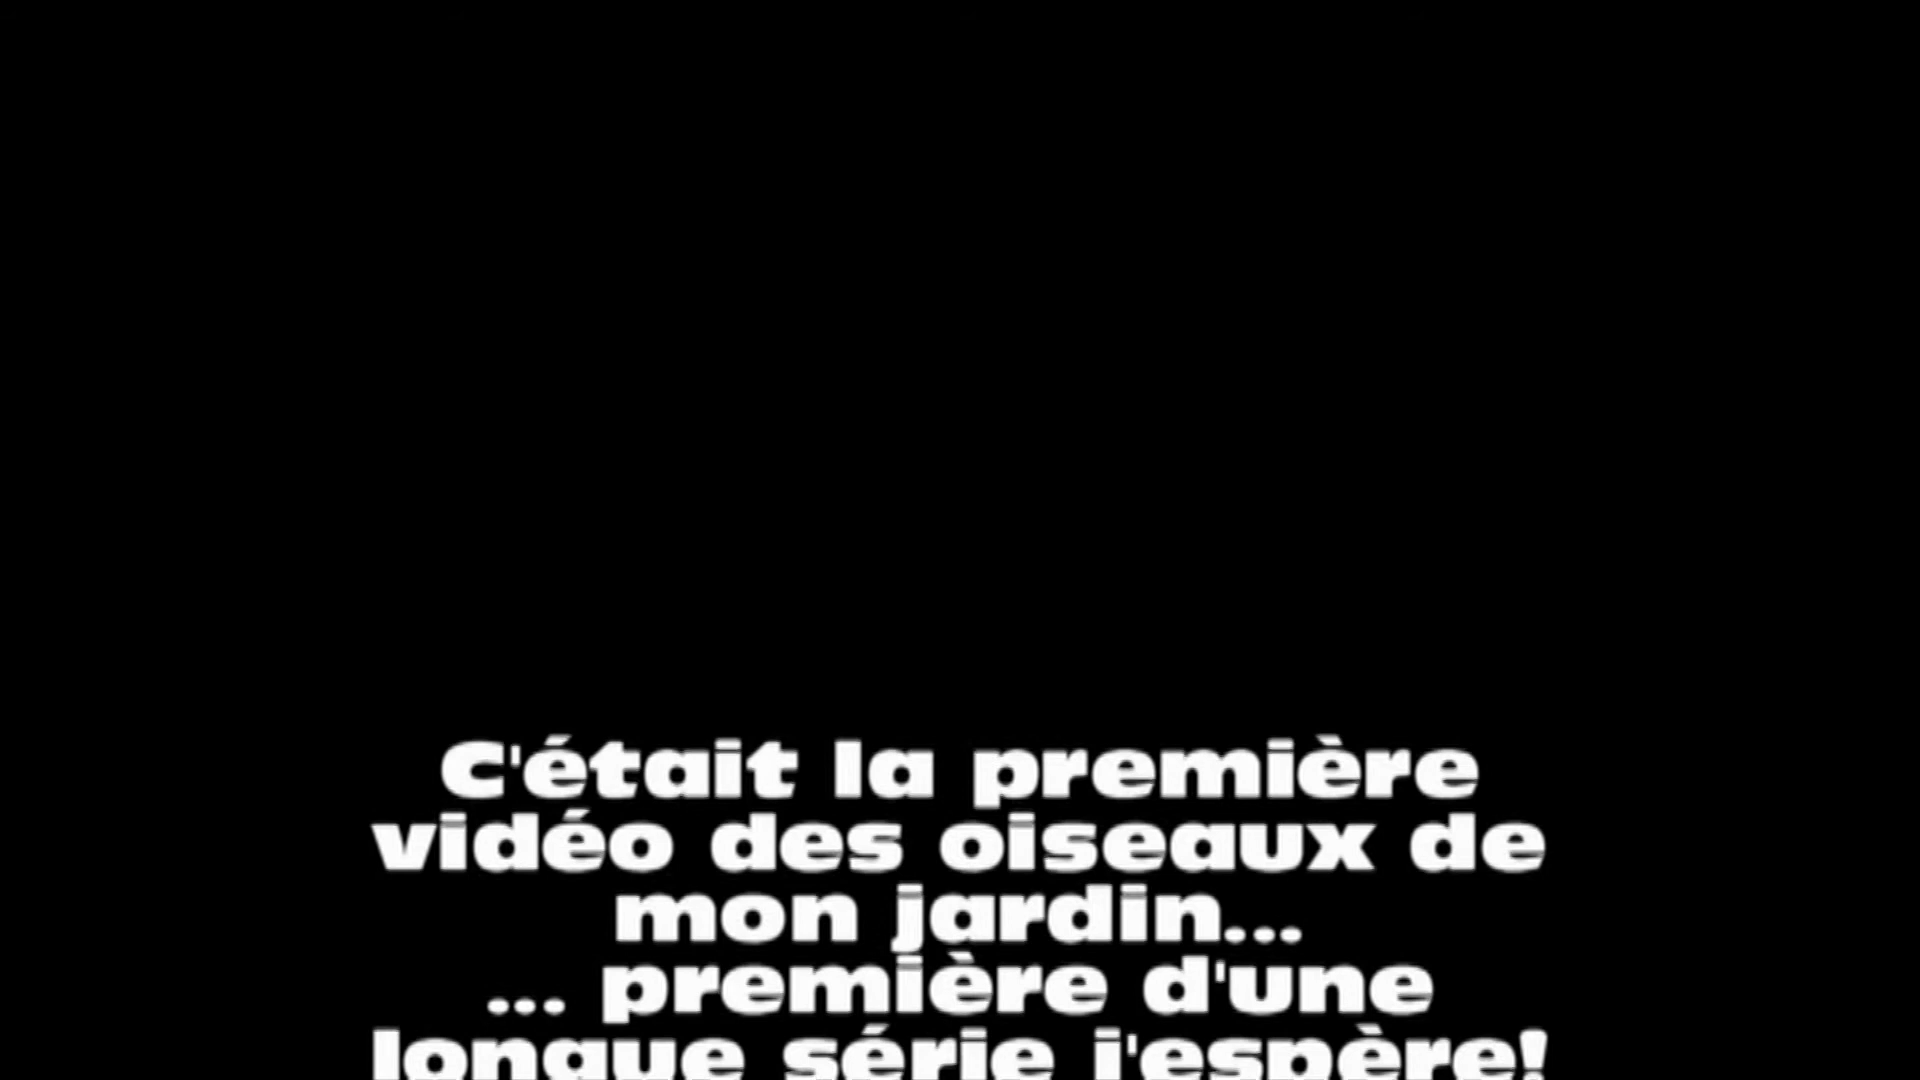 C'était la première
vidéo des oiseaux de
mon jardin...
... première d'une
longue série j'espère!